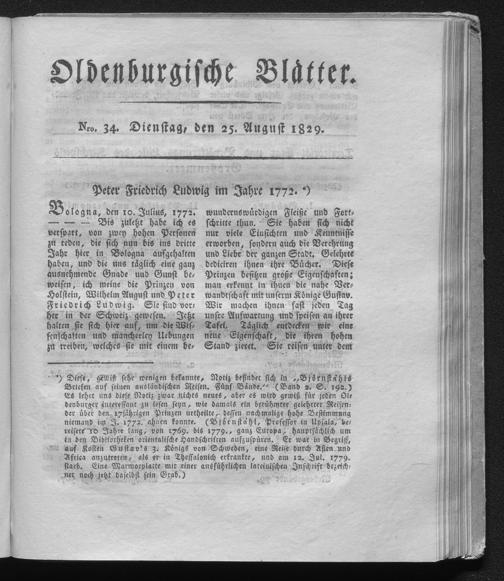 Oldenburgische Blätter.
Nro. 34. Dienstag, den 25. August 1829.
Peter Friedrich Ludwig im Jahre 1772. *)
Bologna, den 10. Julius, 1772.
— — — Bis zuletzt habe ich es
verspart, von zwey hohen Personen
zu reden, die sich nun bis ins dritte
Jahr hier in Bologna aufgehalten
haben, und die uns täglich eine ganz
ausnehmende Gnade und Gunst be-
weisen, ich meine die Prinzen von
Holstein, Wilhelm August und Peter
Friedrich Ludwig. Sie sind vor-
her in der Schweiz gewesen. Jetzt
halten sie sich hier auf, um die Wis-
senschaften und mancherley Uebungen
zu treiben, welches sie mit einem be-
wundernswürdigen Fleiße und Fort-
schritte thun. Sie haben sich nicht
nur viele Einsichten und Kenntnisse
erworben, sondern auch die Verehrung
und Liebe der ganzen Stadt. Gelehrte
dediciren ihnen ihre Bücher. Diese
Prinzen besitzen große Eigenschaften;
man erkennt in ihnen die nahe Ver-
wandschaft mit unserm Könige Gustav.
Wir machen ihnen fast jeden Tag
unsre Aufwartung und speisen an ihrer
Tafel. Täglich entdecken wir eine
neue Eigenschaft, die ihren hohen
Stand zieret. Sie reisen unter dem
*) Diese, gewiß sehr wenigen bekannte, Notiz befindet sich in „Björnståhls
Briefen auf seinen ausländischen Reisen. Fünf Bände.“ (Band 2. S. 192.)
Es lehrt uns diese Notiz zwar nichts neues, aber es wird gewiß für jeden Ol-
denburger interessant zu lesen seyn, wie damals ein berühmter gelehrter Reisen-
der über den 17jährigen Prinzen urtheilte, dessen nachmalige hohe Bestimmung
niemand im J. 1772. ahnen konnte. (Björnståhl, Professor in Upsala, be-
reisete 10 Jahre lang, von 1769. bis 1779., ganz Europa, hauptsächlich um
in den Bibliotheken orientalische Handschriften aufzuspüren. Er war in Begriff,
auf Kosten Gustav's 3. Königs von Schweden, eine Reise durch Asien und
Africa anzutreten, als er in Thessalonich erkrankte, und am 12. Jul. 1779.
starb. Eine Marmorplatte mit einer ausführlichen lateinischen Inschrift bezeich-
net noch jetzt daselbst sein Grab.)